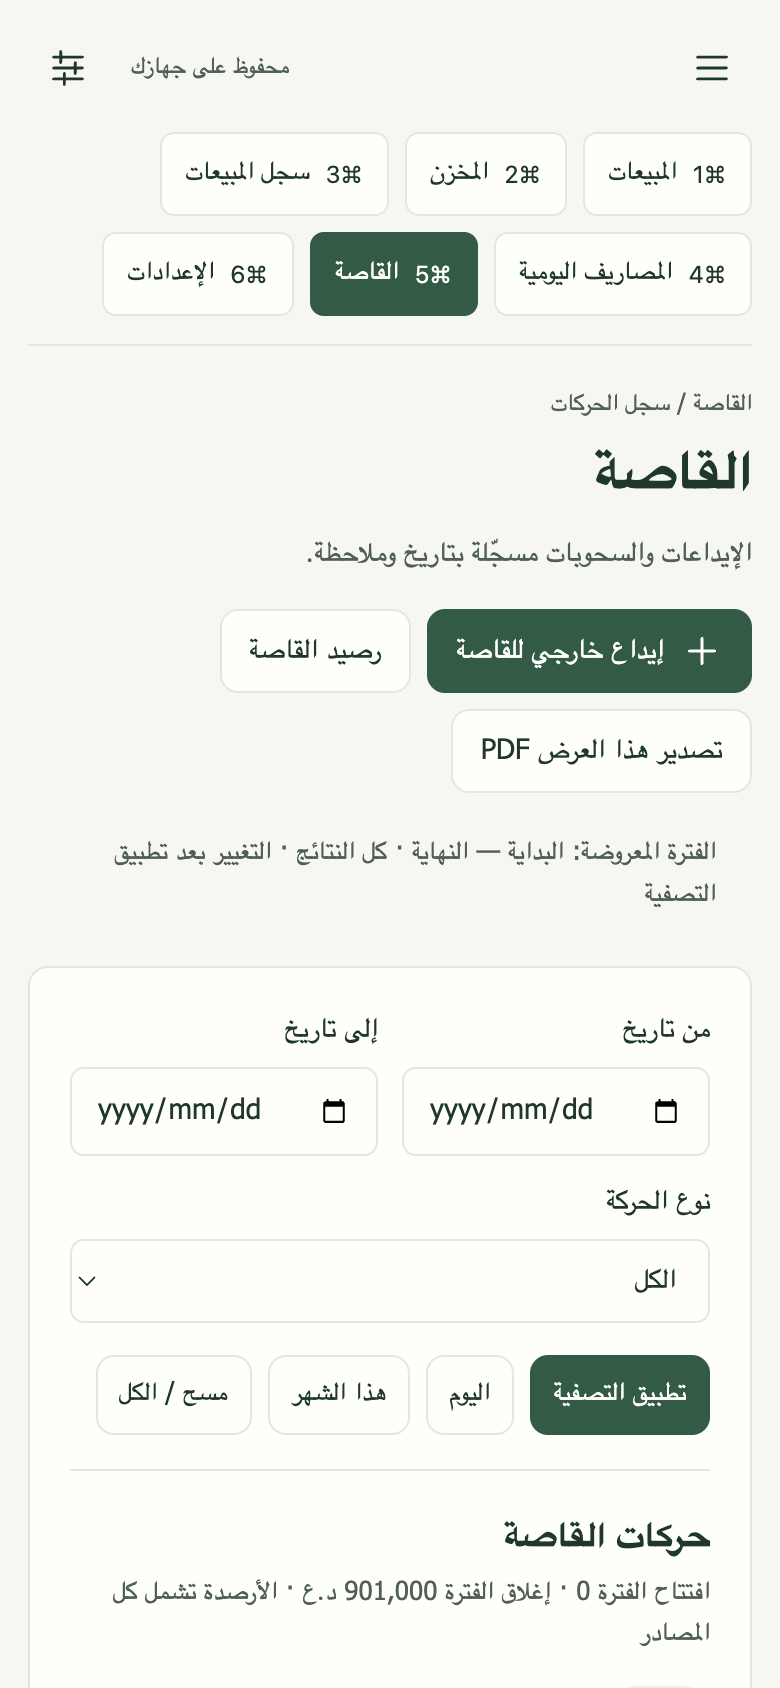 محفوظ على جهازك
⌘1 المبيعات
⌘2 المخزن
⌘3 سجل المبيعات
⌘4 المصاريف اليومية
⌘5 القاصة
⌘6 الإعدادات
القاصة / سجل الحركات
القاصة
الإيداعات والسحوبات مسجّلة بتاريخ وملاحظة.
إيداع خارجي للقاصة
رصيد القاصة
تصدير هذا العرض PDF
الفترة المعروضة: البداية — النهاية · كل النتائج · التغيير بعد تطبيق
التصفية
من تاريخ
إلى تاريخ
yyyy/mm/dd
yyyy/mm/dd
نوع الحركة
الكل
تطبيق التصفية
اليوم
هذا الشهر
مسح / الكل
حركات القاصة
افتتاح الفترة 0 · إغلاق الفترة 901,000 د.ع · الأرصدة تشمل كل
المصادر